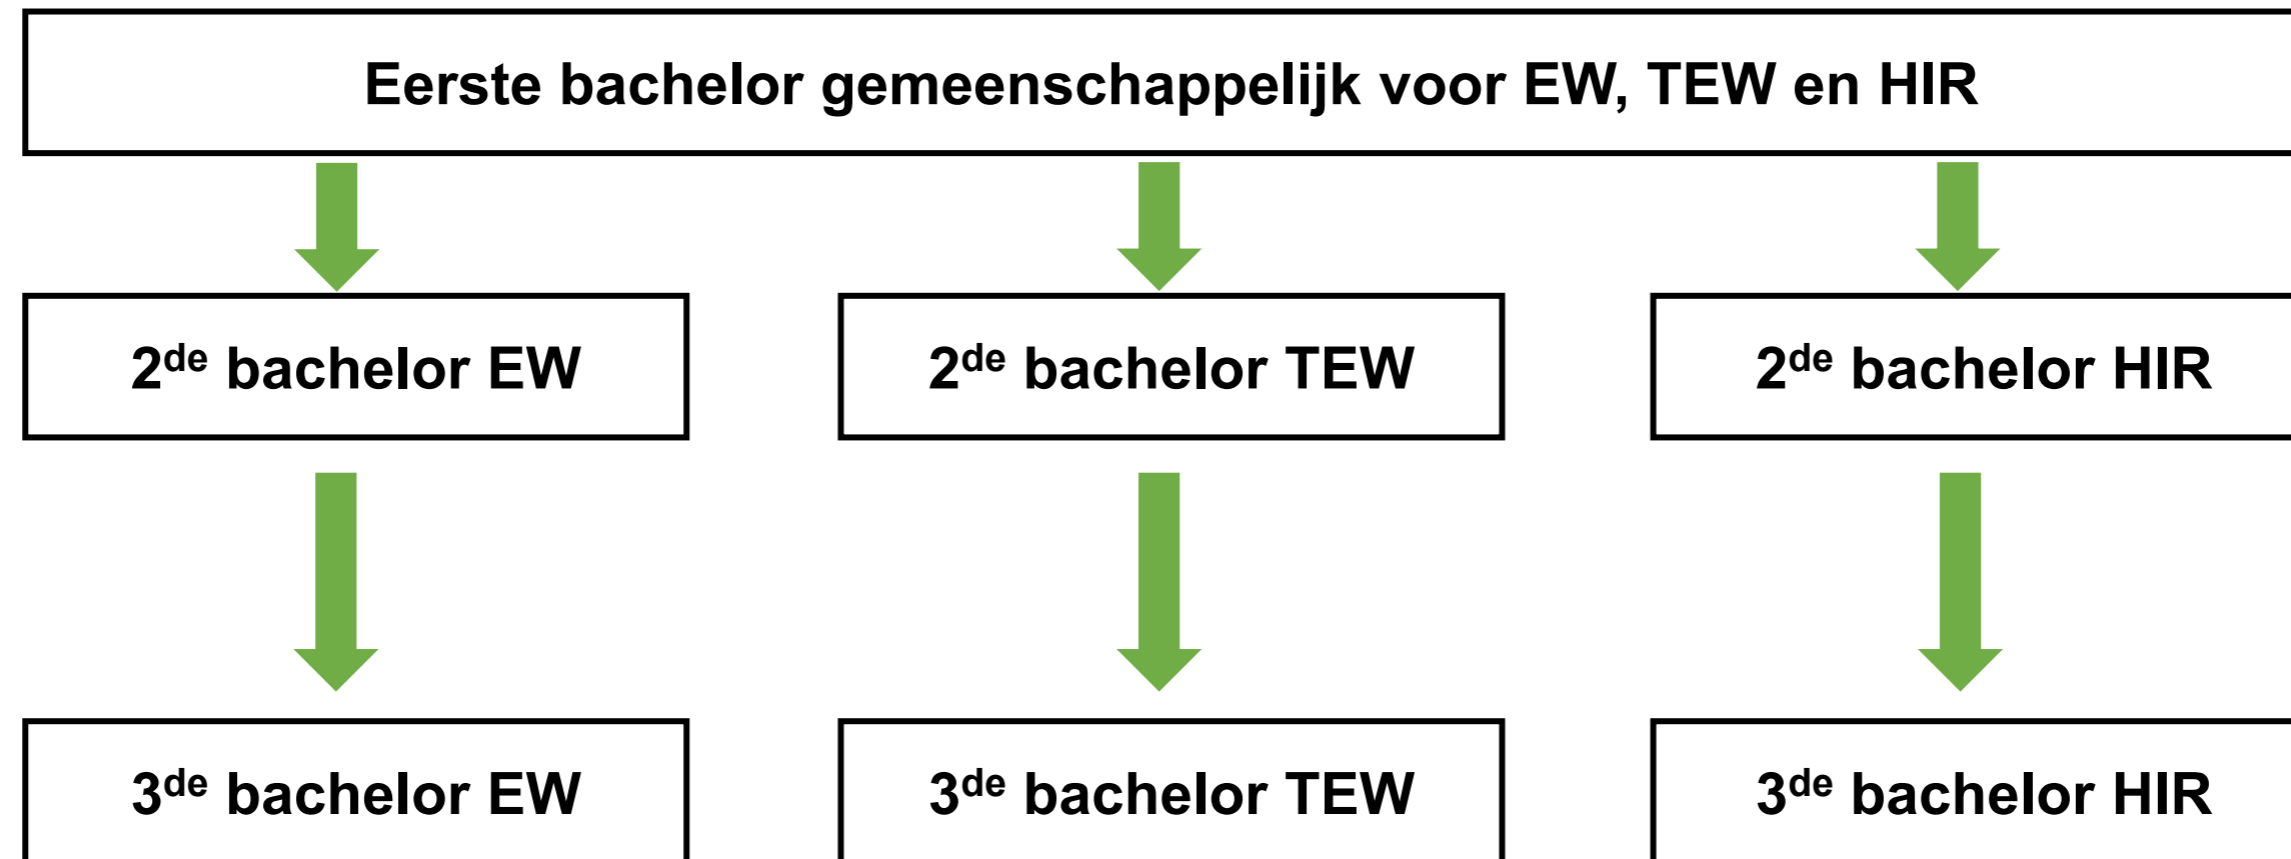 Eerste bachelor gemeenschappelijk voor EW, TEW en HIR
2de bachelor EW
2de bachelor TEW
2de bachelor HIR
3de bachelor EW
3de bachelor TEW
3de bachelor HIR